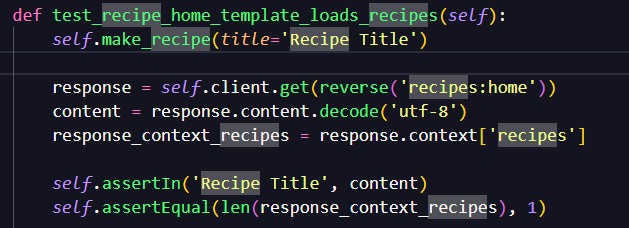 def test_recipe_home_template_loads_recipes(self):
    self.make_recipe(title='Recipe Title')

    response = self.client.get(reverse('recipes:home'))
    content = response.content.decode('utf-8')
    response_context_recipes = response.context['recipes']

    self.assertIn('Recipe Title', content)
    self.assertEqual(len(response_context_recipes), 1)